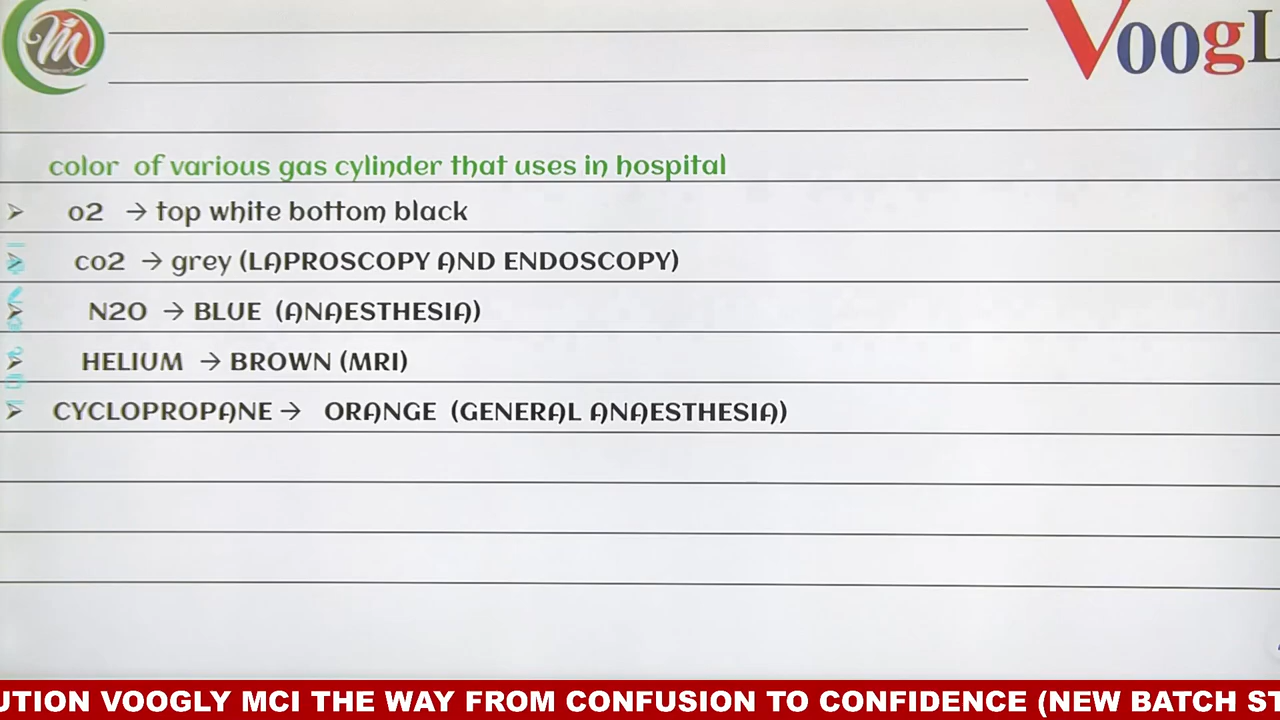 VoogL
color of various gas cylinder that uses in hospital
➢ o2 → top white bottom black
➢ co2 → grey (LAPROSCOPY AND ENDOSCOPY)
➢ N2O → BLUE (ANAESTHESIA)
➢ HELIUM → BROWN (MRI)
➢ CYCLOPROPANE → ORANGE (GENERAL ANAESTHESIA)
UTION VOOGLY MCI THE WAY FROM CONFUSION TO CONFIDENCE (NEW BATCH ST